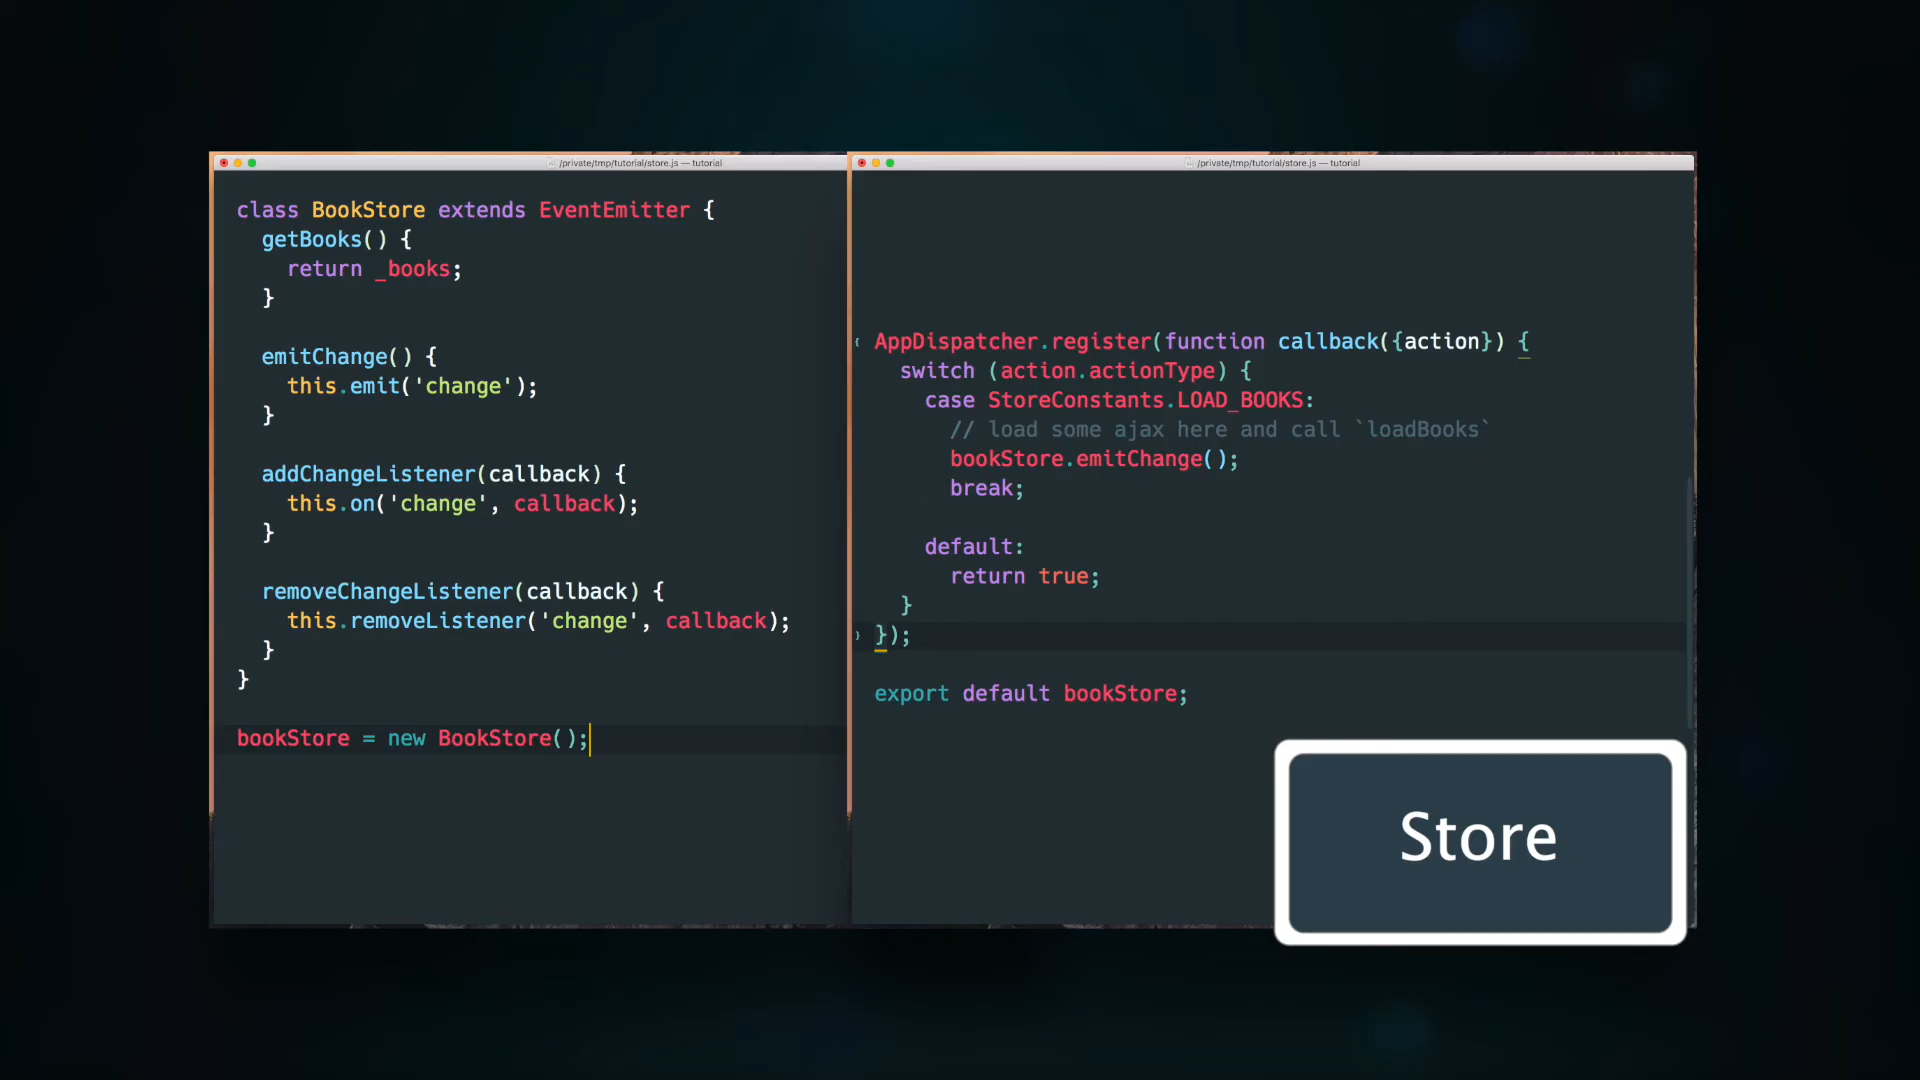 /private/tmp/tutorial/store.js — tutorial
class BookStore extends EventEmitter {
getBooks() {
return _books;
}
emitChange() {
this.emit('change');
}
addChangeListener(callback) {
this.on('change', callback);
}
removeChangeListener(callback) {
this.removeListener('change', callback);
}
}
bookStore = new BookStore();
/private/tmp/tutorial/store.js — tutorial
AppDispatcher.register(function callback({action}) {
switch (action.actionType) {
case StoreConstants.LOAD_BOOKS:
// load some ajax here and call `loadBooks`
bookStore.emitChange();
break;
default:
return true;
}
});
export default bookStore;
Store